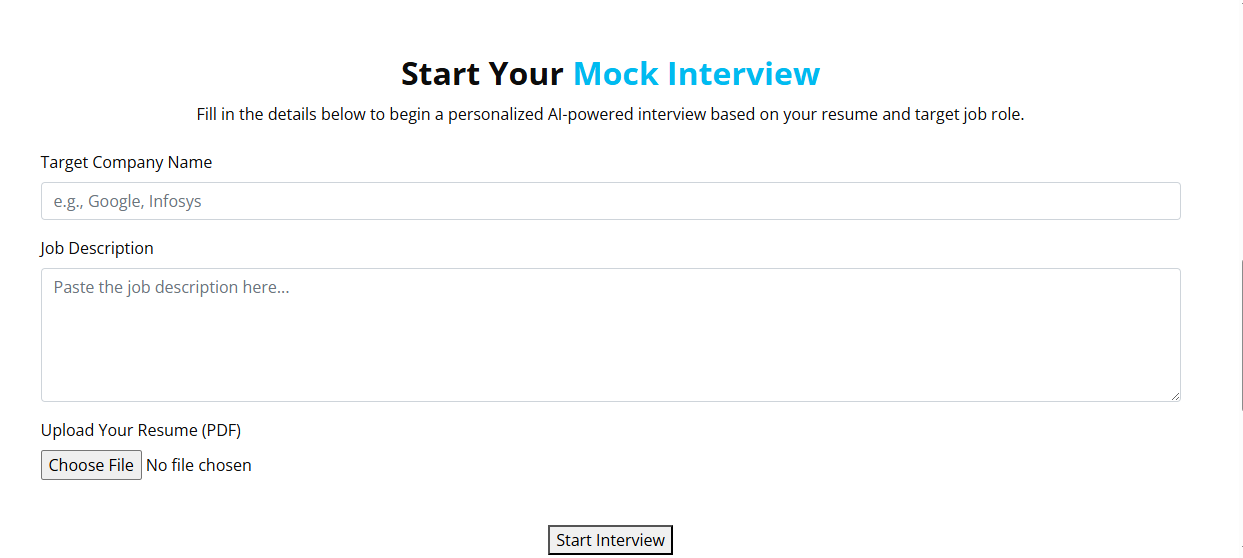 Start Your Mock Interview
Fill in the details below to begin a personalized AI-powered interview based on your resume and target job role.
Target Company Name
e.g., Google, Infosys
Job Description
Paste the job description here...
Upload Your Resume (PDF)
Choose File No file chosen
Start Interview